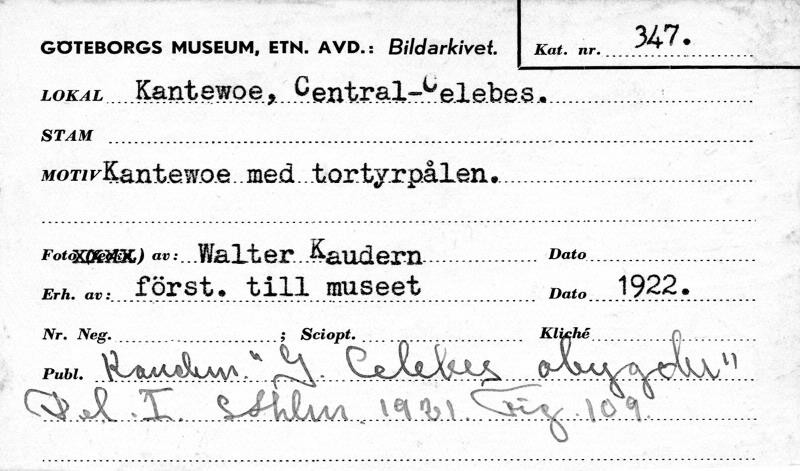 GÖTEBORGS MUSEUM, ETN. AVD.: Bildarkivet. Kat. nr. 347.
LOKAL Kantewoe, Central-Celebes.
STAM
MOTIV Kantewoe med tortyrpålen.
Foto av: Walter Kaudern Dato
Erh. av: först. till museet Dato 1922.
Nr. Neg. ; Sciopt. Kliché
Publ. Kaudern. "I Celebes obygder"
Del. I. Sthlm. 1921. Fig. 109.